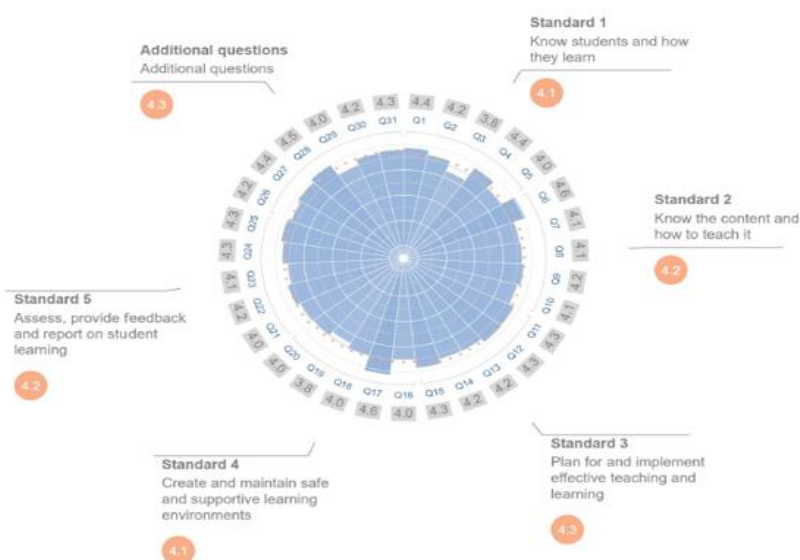 Standard 1
Know students and how
they learn
4.1
Additional questions
Additional questions
4.3
Standard 2
Know the content and
how to teach it
4.2
Standard 5
Assess, provide feedback
and report on student
learning
4.2
Standard 3
Plan for and implement
effective teaching and
learning
4.3
Standard 4
Create and maintain safe
and supportive learning
environments
4.1
4.4
Q1
4.2
Q2
3.8
Q3
4.4
Q4
4.0
Q5
4.6
Q6
4.1
Q7
4.1
Q8
4.2
Q9
4.1
Q10
4.3
Q11
4.3
Q12
4.2
Q13
4.2
Q14
4.3
Q15
4.0
Q16
4.6
Q17
4.0
Q18
3.8
Q19
4.0
Q20
4.0
Q21
4.2
Q22
4.1
Q23
4.3
Q24
4.3
Q25
4.2
Q26
4.4
Q27
4.5
Q28
4.0
Q29
4.2
Q30
4.3
Q31